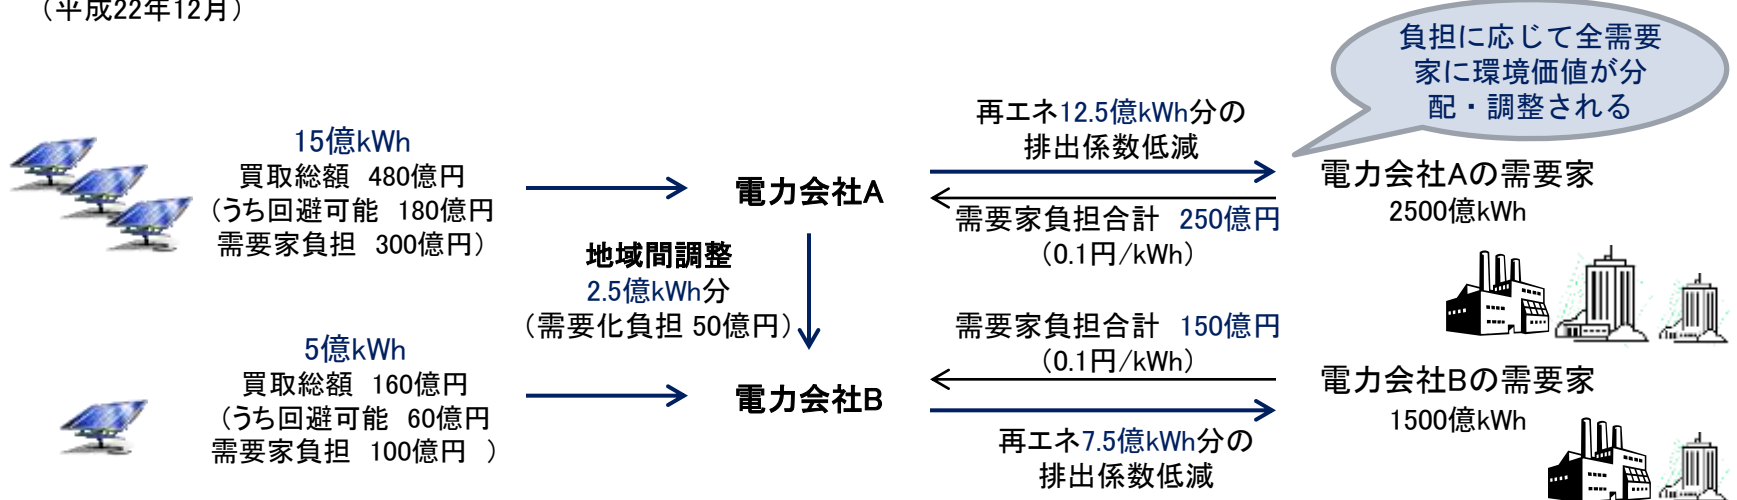 （平成22年12月）
負担に応じて全需要
家に環境価値が分
配・調整される
15億kWh
買取総額　480億円
（うち回避可能　180億円
需要家負担　300億円）
電力会社A
再エネ12.5億kWh分の
排出係数低減
需要家負担合計　250億円
（0.1円/kWh）
電力会社Aの需要家
2500億kWh
地域間調整
2.5億kWh分
（需要化負担 50億円）
5億kWh
買取総額　160億円
（うち回避可能　60億円
需要家負担　100億円　）
電力会社B
需要家負担合計　150億円
（0.1円/kWh）
再エネ7.5億kWh分の
排出係数低減
電力会社Bの需要家
1500億kWh